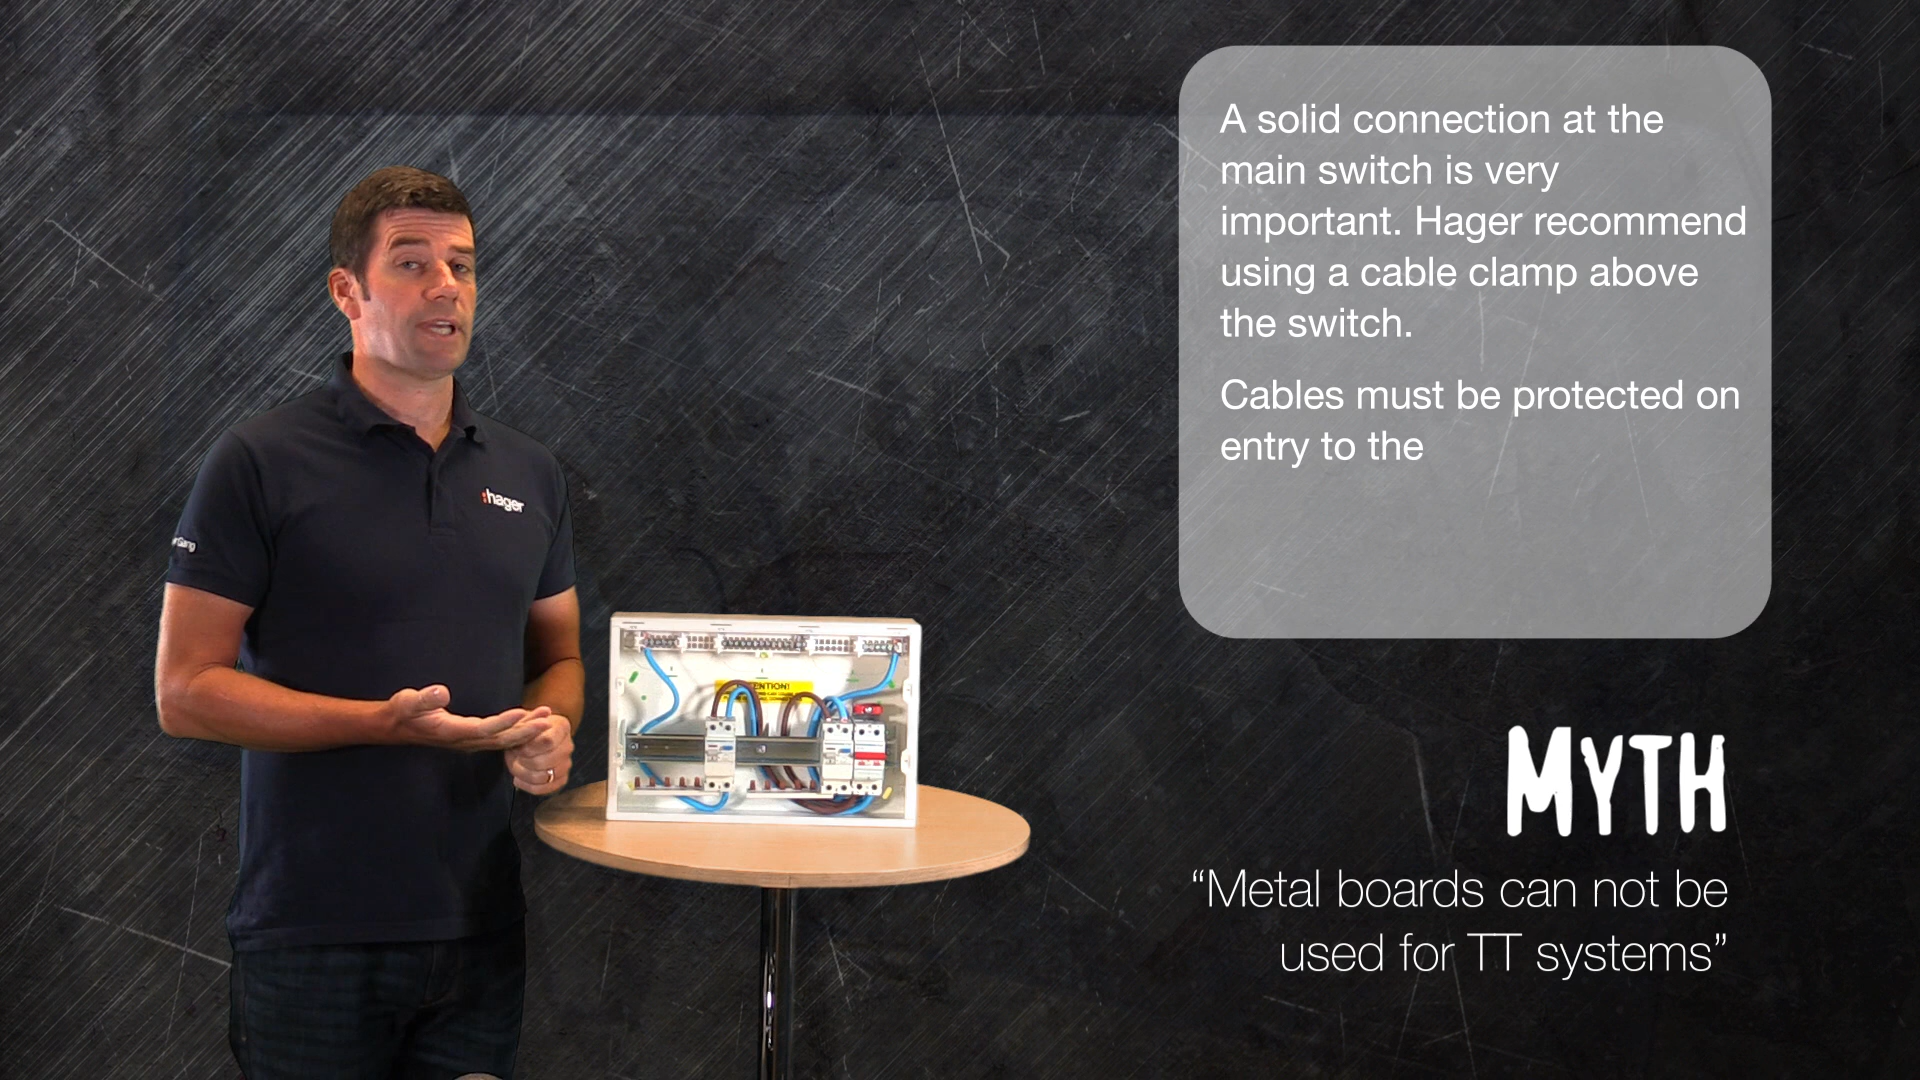 A solid connection at the
main switch is very
important. Hager recommend
using a cable clamp above
the switch.
Cables must be protected on
entry to the
:hager
MYTH
“Metal boards can not be
used for TT systems”